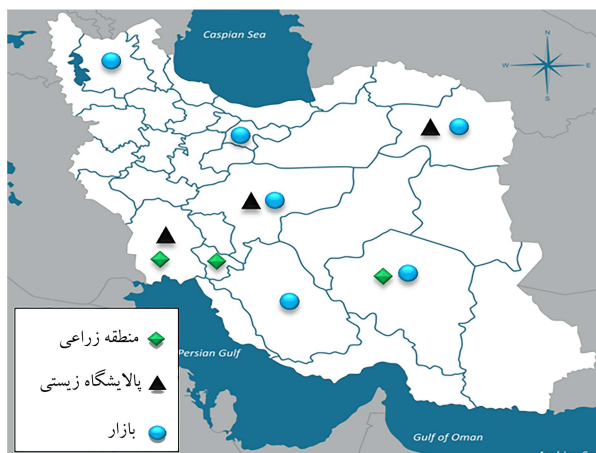 Caspian Sea
N
W
E
S
منطقه زراعی
Persian Gulf
پالایشگاه زیستی
بازار
Gulf of Oman